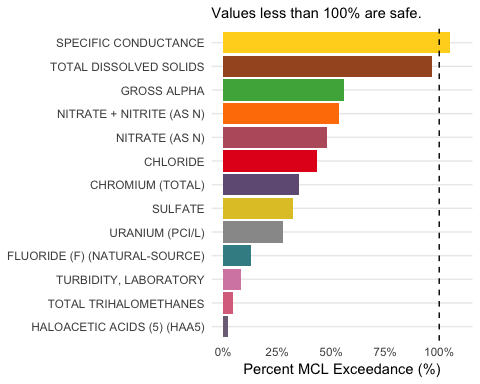 Values less than 100% are safe.
SPECIFIC CONDUCTANCE
TOTAL DISSOLVED SOLIDS
GROSS ALPHA
NITRATE + NITRITE (AS N)
NITRATE (AS N)
CHLORIDE
CHROMIUM (TOTAL)
SULFATE
URANIUM (PCI/L)
FLUORIDE (F) (NATURAL-SOURCE)
TURBIDITY, LABORATORY
TOTAL TRIHALOMETHANES
HALOACETIC ACIDS (5) (HAA5)
0% 25% 50% 75% 100%
Percent MCL Exceedance (%)